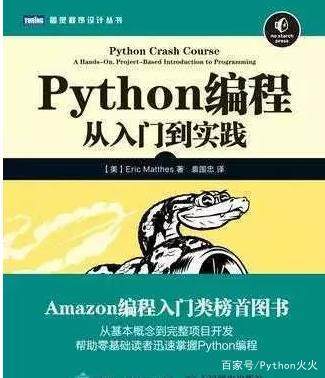 TURING 图灵程序设计丛书
no starch press
Python Crash Course
A Hands-On, Project-Based Introduction to Programming
Python编程
从入门到实践
[美] Eric Matthes 著 袁国忠 译
Amazon编程入门类榜首图书
从基本概念到完整项目开发
帮助零基础读者迅速掌握Python编程
百家号/Python火火